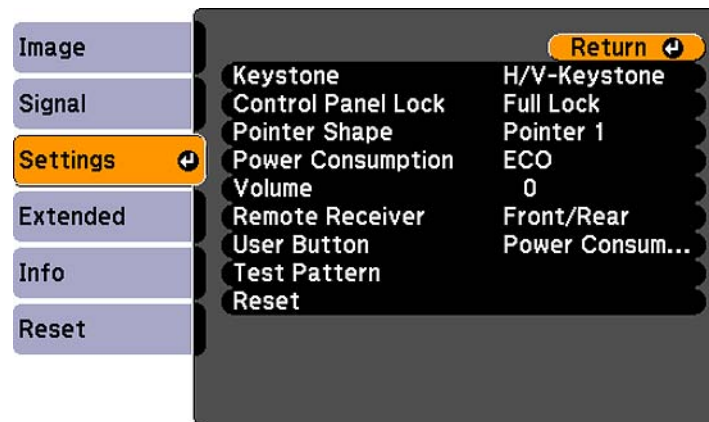 Image
Signal
Settings
Extended
Info
Reset
Return
Keystone H/V-Keystone
Control Panel Lock Full Lock
Pointer Shape Pointer 1
Power Consumption ECO
Volume 0
Remote Receiver Front/Rear
User Button Power Consum...
Test Pattern
Reset